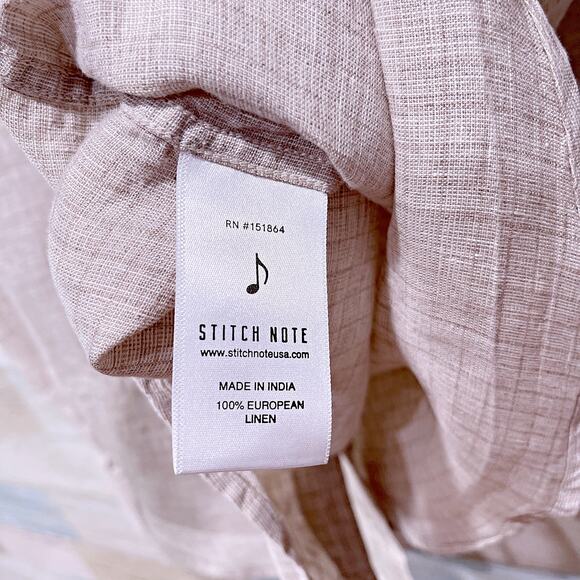 RN #151864
STITCH NOTE
www.stitchnoteusa.com
MADE IN INDIA
100% EUROPEAN
LINEN